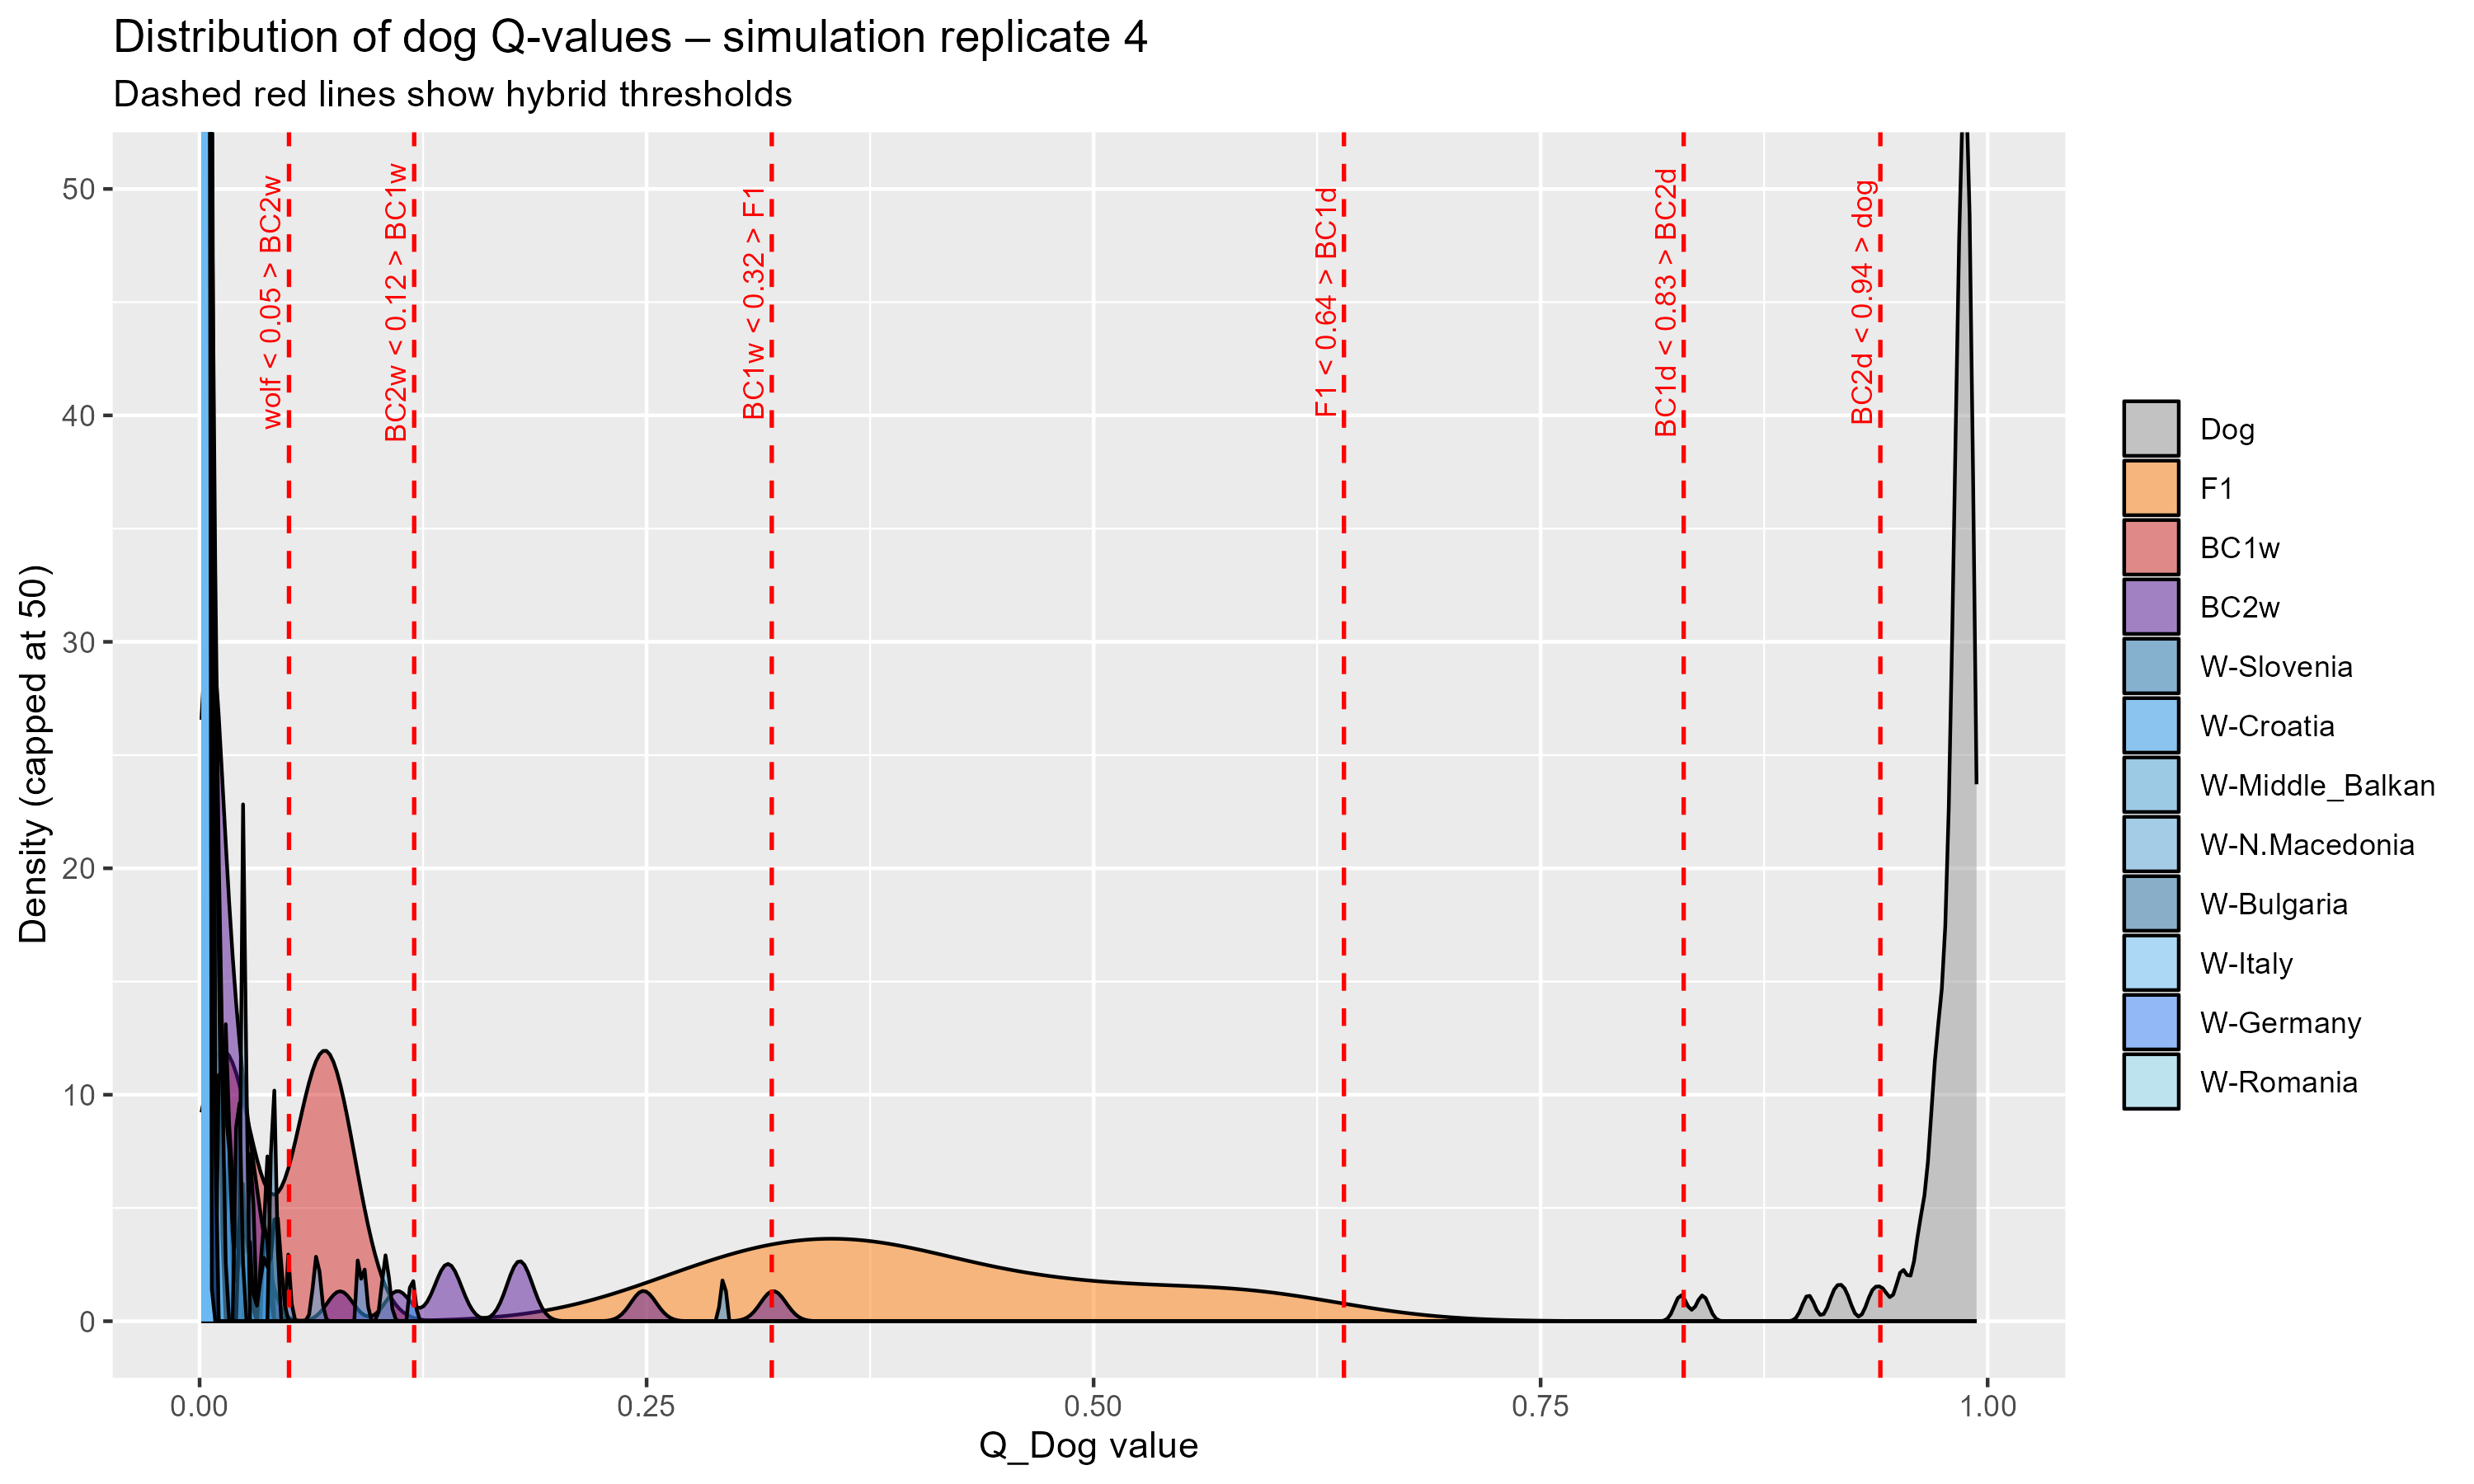 Distribution of dog Q-values – simulation replicate 4
Dashed red lines show hybrid thresholds
Density (capped at 50)
50
40
30
20
10
0
wolf < 0.05 > BC2w
BC2w < 0.12 > BC1w
BC1w < 0.32 > F1
F1 < 0.64 > BC1d
BC1d < 0.83 > BC2d
BC2d < 0.94 > dog
0.00
0.25
0.50
0.75
1.00
Q_Dog value
Dog
F1
BC1w
BC2w
W-Slovenia
W-Croatia
W-Middle_Balkan
W-N.Macedonia
W-Bulgaria
W-Italy
W-Germany
W-Romania